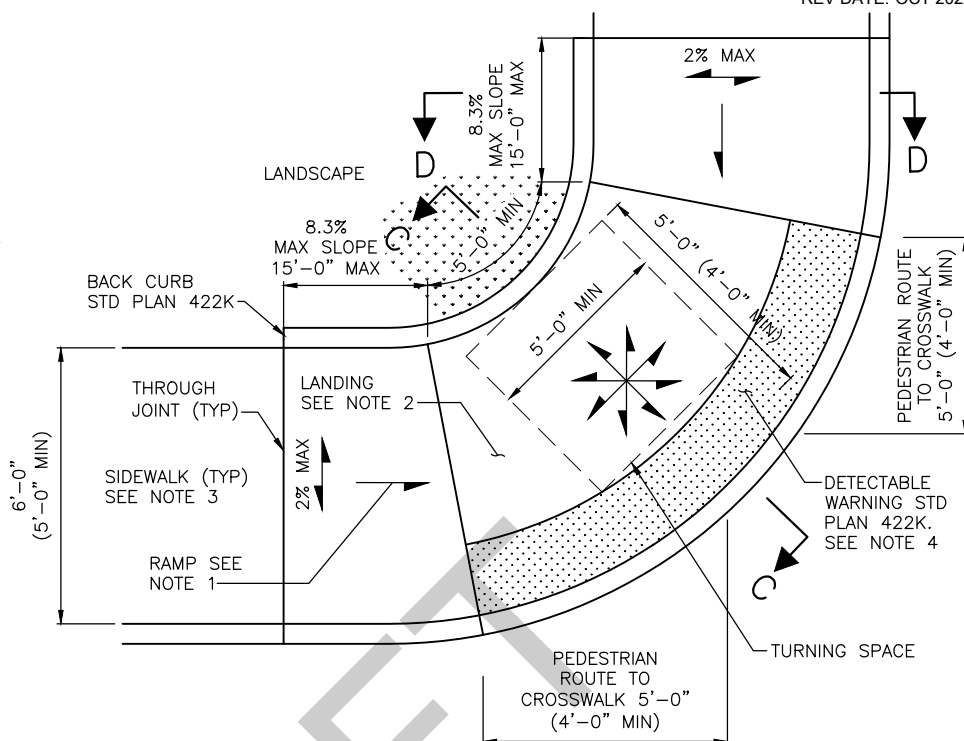 REV DATE: OCT 202
2% MAX
8.3%
MAX SLOPE
15'-0" MAX
D
D
LANDSCAPE
C
5'-0" MIN
8.3%
MAX SLOPE
15'-0" MAX
BACK CURB
STD PLAN 422K
5'-0" (4'-0" MIN)
5'-0" MIN
PEDESTRIAN ROUTE
TO CROSSWALK
5'-0" (4'-0" MIN)
THROUGH
JOINT (TYP)
LANDING
SEE NOTE 2
6'-0"
(5'-0" MIN)
SIDEWALK (TYP)
SEE NOTE 3
2% MAX
DETECTABLE
WARNING STD
PLAN 422K.
SEE NOTE 4
RAMP SEE
NOTE 1
C
TURNING SPACE
PEDESTRIAN
ROUTE TO
CROSSWALK 5'-0"
(4'-0" MIN)